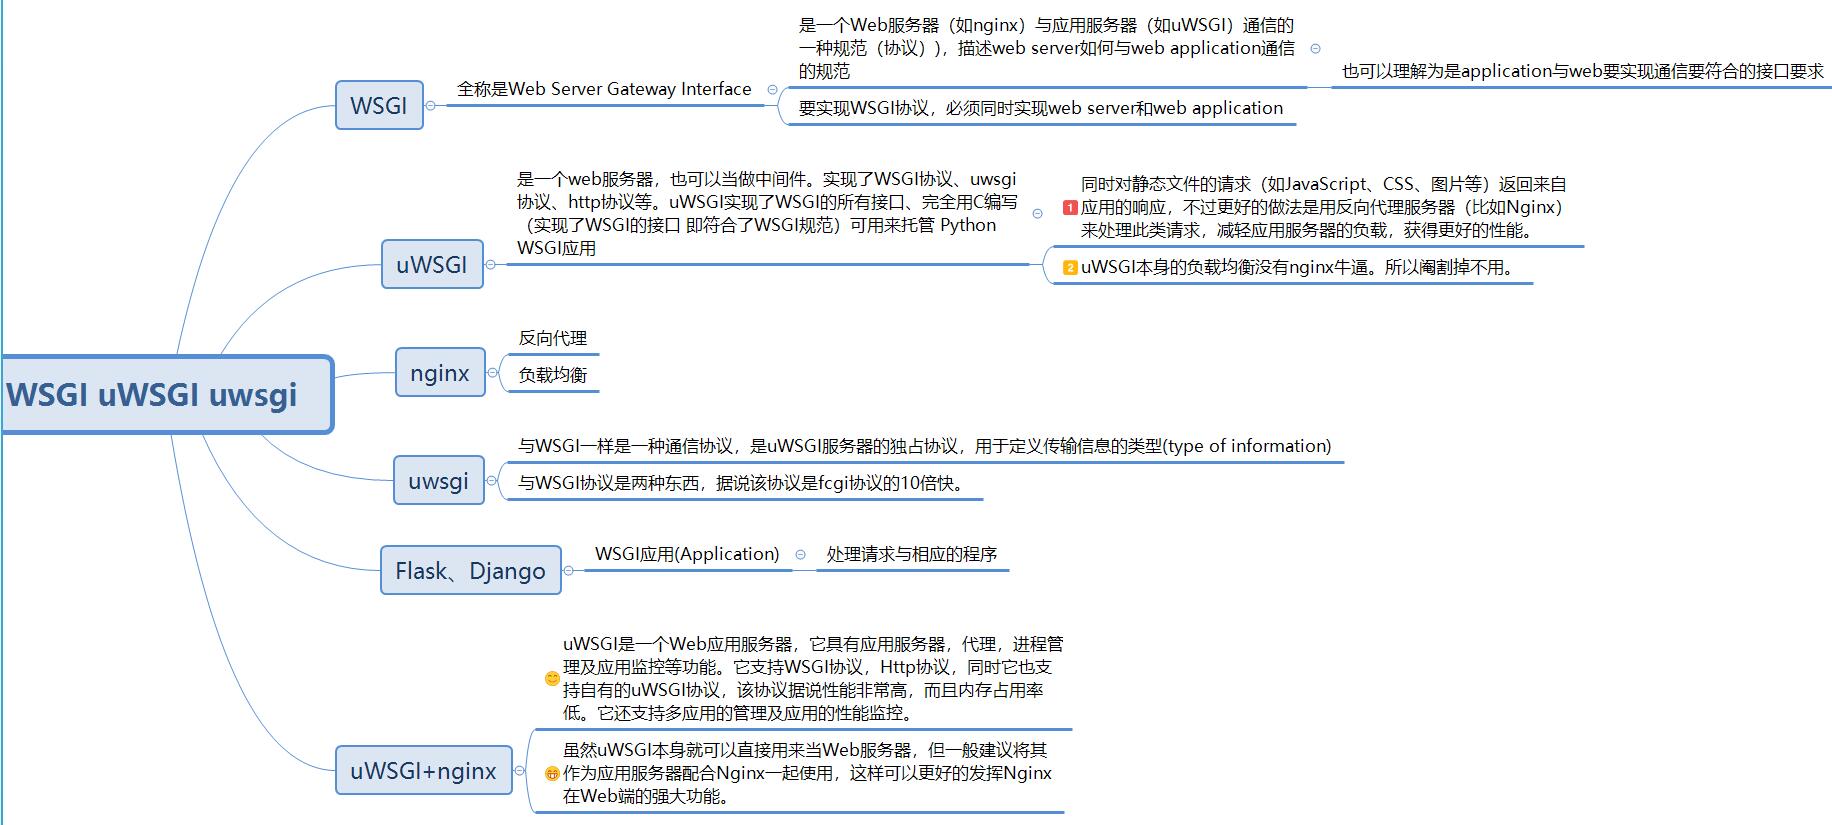 WSGI uWSGI uwsgi
WSGI
全称是Web Server Gateway Interface
是一个Web服务器（如nginx）与应用服务器（如uWSGI）通信的
一种规范（协议）)，描述web server如何与web application通信
的规范
也可以理解为是application与web要实现通信要符合的接口要求
要实现WSGI协议，必须同时实现web server和web application
uWSGI
是一个web服务器，也可以当做中间件。实现了WSGI协议、uwsgi
协议、http协议等。uWSGI实现了WSGI的所有接口、完全用C编写
（实现了WSGI的接口 即符合了WSGI规范）可用来托管 Python
WSGI应用
1
同时对静态文件的请求（如JavaScript、CSS、图片等）返回来自
应用的响应，不过更好的做法是用反向代理服务器（比如Nginx）
来处理此类请求，减轻应用服务器的负载，获得更好的性能。
2 uWSGI本身的负载均衡没有nginx牛逼。所以阉割掉不用。
nginx
反向代理
负载均衡
uwsgi
与WSGI一样是一种通信协议，是uWSGI服务器的独占协议，用于定义传输信息的类型(type of information)
与WSGI协议是两种东西，据说该协议是fcgi协议的10倍快。
Flask、Django
WSGI应用(Application)
处理请求与相应的程序
uWSGI+nginx
uWSGI是一个Web应用服务器，它具有应用服务器，代理，进程管
理及应用监控等功能。它支持WSGI协议，Http协议，同时它也支
持自有的uWSGI协议，该协议据说性能非常高，而且内存占用率
低。它还支持多应用的管理及应用的性能监控。
虽然uWSGI本身就可以直接用来当Web服务器，但一般建议将其
作为应用服务器配合Nginx一起使用，这样可以更好的发挥Nginx
在Web端的强大功能。